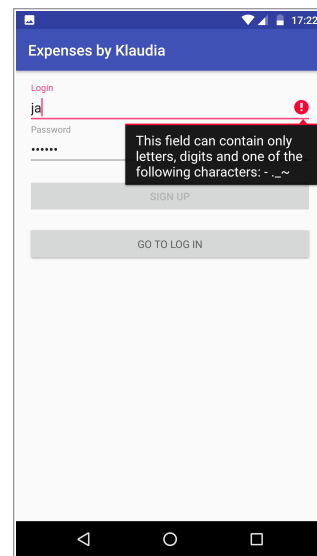 17:22
Expenses by Klaudia
Login
ja
Password
••••••
This field can contain only
letters, digits and one of the
following characters: - ._~
SIGN UP
GO TO LOG IN